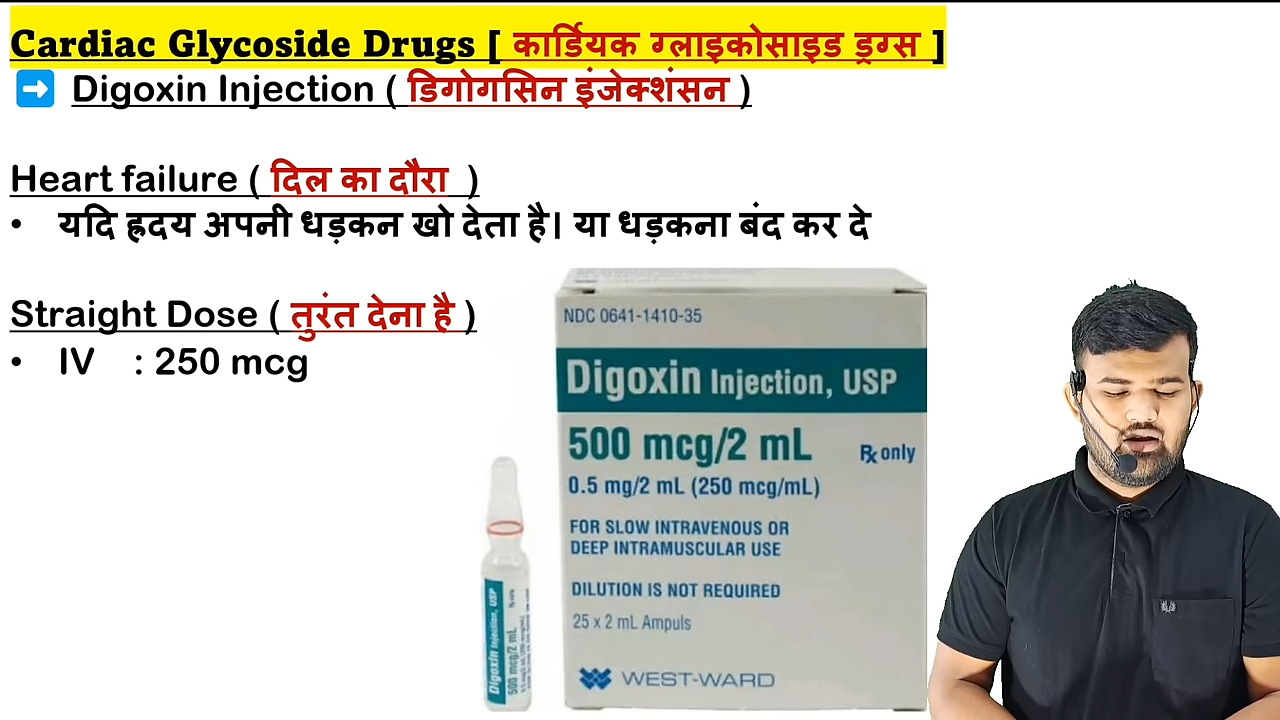 Cardiac Glycoside Drugs [ कार्डियक ग्लाइकोसाइड ड्रग्स ]
➡ Digoxin Injection ( डिगोगसिन इंजेक्शंसन )
Heart failure ( दिल का दौरा )
• यदि ह्रदय अपनी धड़कन खो देता है। या धड़कना बंद कर दे
Straight Dose ( तुरंत देना है )
• IV : 250 mcg
NDC 0641-1410-35
Digoxin Injection, USP
500 mcg/2 mL Rx only
0.5 mg/2 mL (250 mcg/mL)
FOR SLOW INTRAVENOUS OR
DEEP INTRAMUSCULAR USE
DILUTION IS NOT REQUIRED
25 x 2 mL Ampuls
WEST-WARD
Digoxin Injection, USP
500 mcg/2 mL